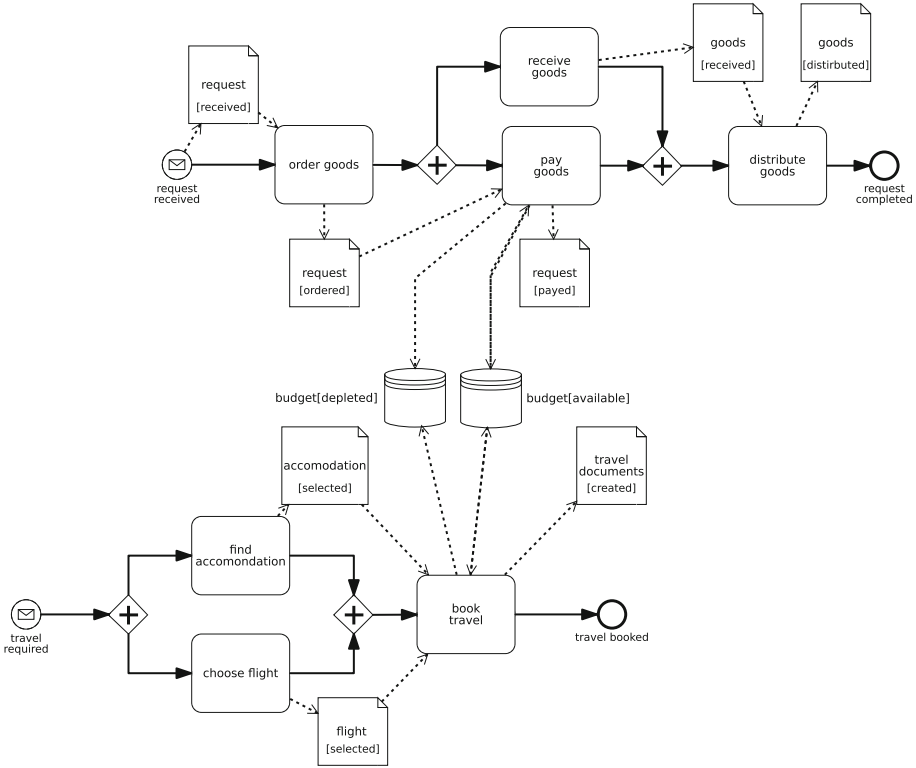 goods
[received]
goods
[distirbuted]
receive
goods
request
[received]
order goods
pay
goods
distribute
goods
request
received
request
completed
request
[ordered]
request
[payed]
budget[depleted]
budget[available]
accomodation
[selected]
travel
documents
[created]
find
accomondation
book
travel
travel
required
travel booked
choose flight
flight
[selected]